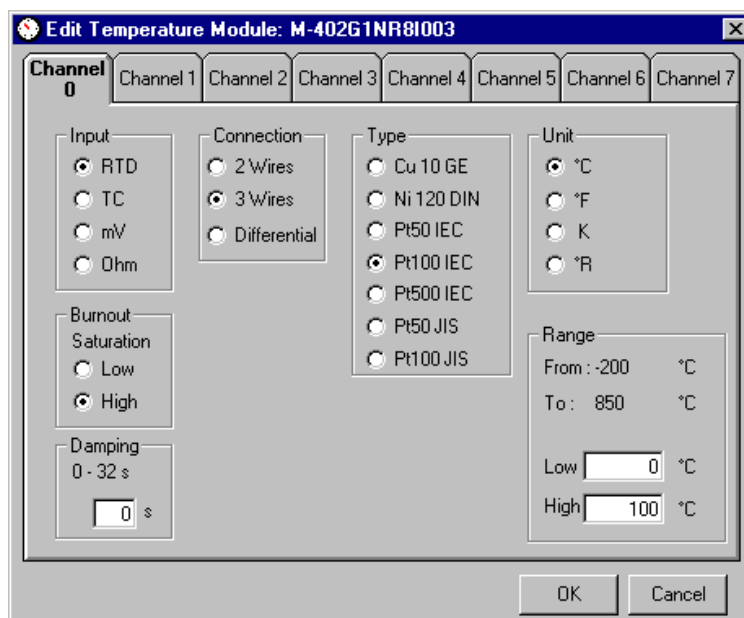 Edit Temperature Module: M-402G1NR8I003
Channel 0
Channel 1
Channel 2
Channel 3
Channel 4
Channel 5
Channel 6
Channel 7
Input
RTD
TC
mV
Ohm
Connection
2 Wires
3 Wires
Differential
Type
Cu 10 GE
Ni 120 DIN
Pt50 IEC
Pt100 IEC
Pt500 IEC
Pt50 JIS
Pt100 JIS
Unit
°C
°F
K
°R
Burnout
Saturation
Low
High
Damping
0 - 32 s
0 s
Range
From : -200 °C
To : 850 °C
Low 0 °C
High 100 °C
OK
Cancel